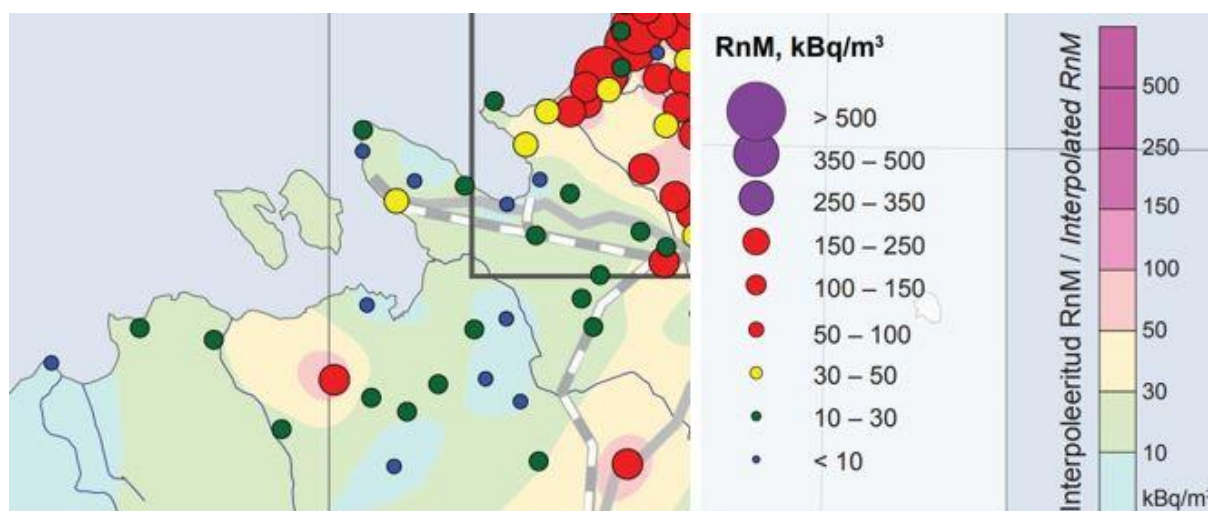 RnM, kBq/m³
> 500
350 – 500
250 – 350
150 – 250
100 – 150
50 – 100
30 – 50
10 – 30
< 10
Interpoleeritud RnM / Interpolated RnM
500
250
150
100
50
30
10
kBq/m³